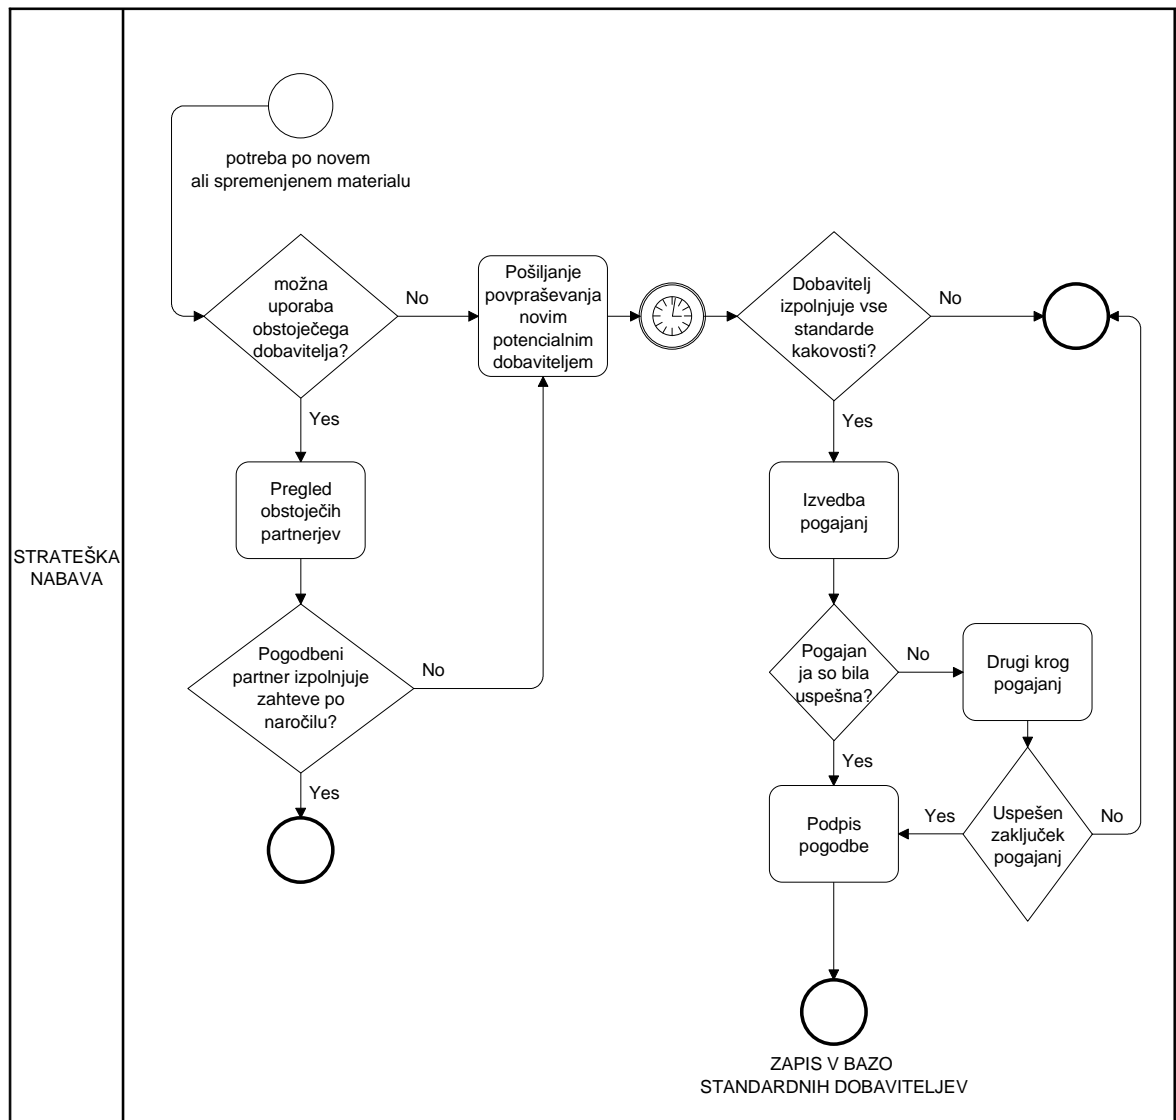 STRATEŠKA
NABAVA
potreba po novem
ali spremenjenem materialu
možna
uporaba
obstoječega
dobavitelja?
No
Yes
Pošiljanje
povpraševanja
novim
potencialnim
dobaviteljem
Dobavitelj
izpolnjuje vse
standarde
kakovosti?
No
Yes
Pregled
obstoječih
partnerjev
Pogodbeni
partner izpolnjuje
zahteve po
naročilu?
No
Yes
Izvedba
pogajanj
Pogajan
ja so bila
uspešna?
No
Yes
Drugi krog
pogajanj
Uspešen
zaključek
pogajanj
Yes
No
Podpis
pogodbe
ZAPIS V BAZO
STANDARDNIH DOBAVITELJEV